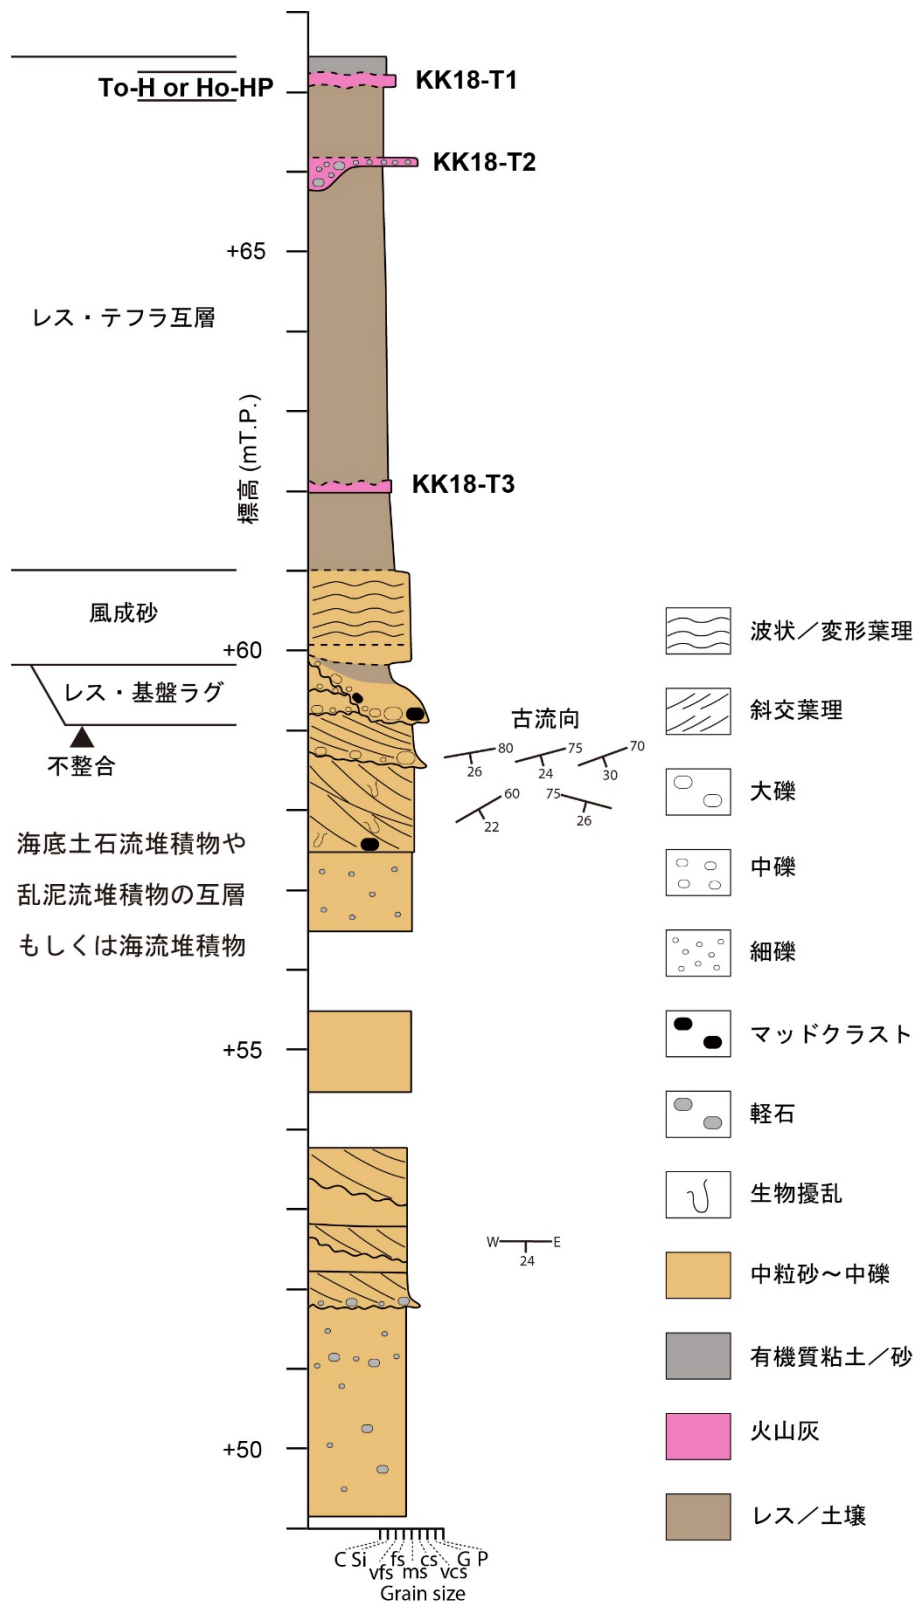 To-H or Ho-HP
KK18-T1
KK18-T2
+65
レス・テフラ互層
標高 (mT.P.)
KK18-T3
風成砂
+60
レス・基盤ラグ
不整合
古流向
80
26
75
24
70
30
60
22
75
26
海底土石流堆積物や
乱泥流堆積物の互層
もしくは海流堆積物
+55
W
E
24
+50
C Si
vfs
fs
ms
cs
vcs
G P
Grain size
波状／変形葉理
斜交葉理
大礫
中礫
細礫
マッドクラスト
軽石
生物擾乱
中粒砂～中礫
有機質粘土／砂
火山灰
レス／土壌